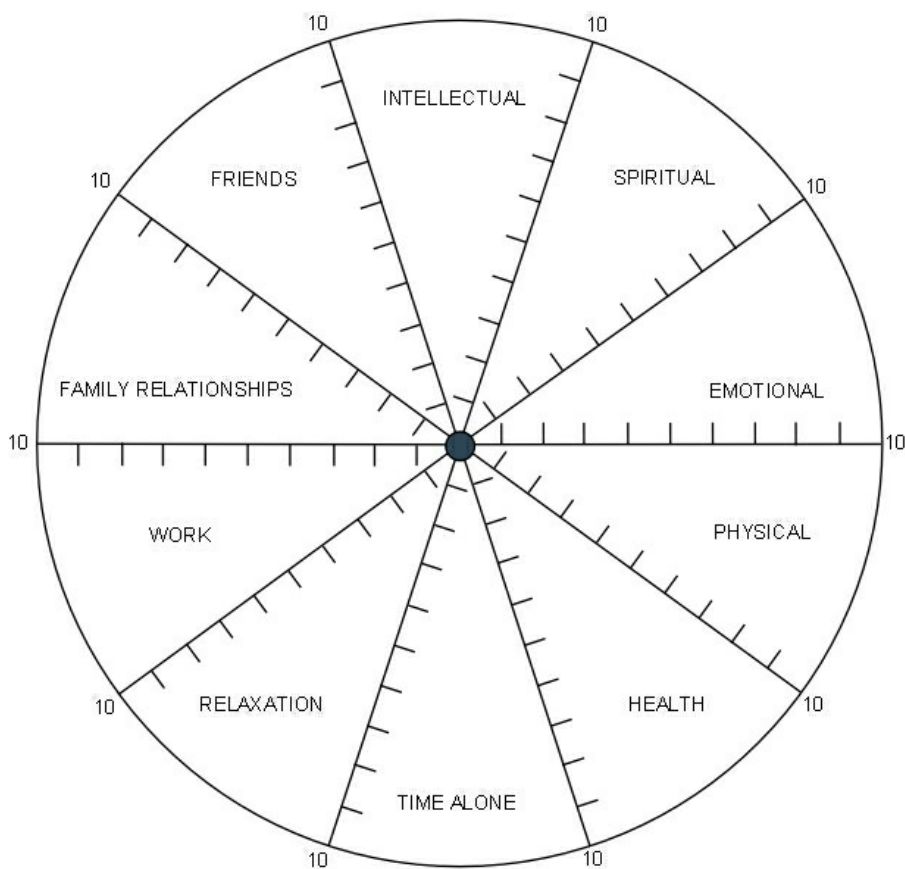 10
10
INTELLECTUAL
FRIENDS
SPIRITUAL
10
10
FAMILY RELATIONSHIPS
EMOTIONAL
10
10
WORK
PHYSICAL
RELAXATION
HEALTH
10
10
TIME ALONE
10
10